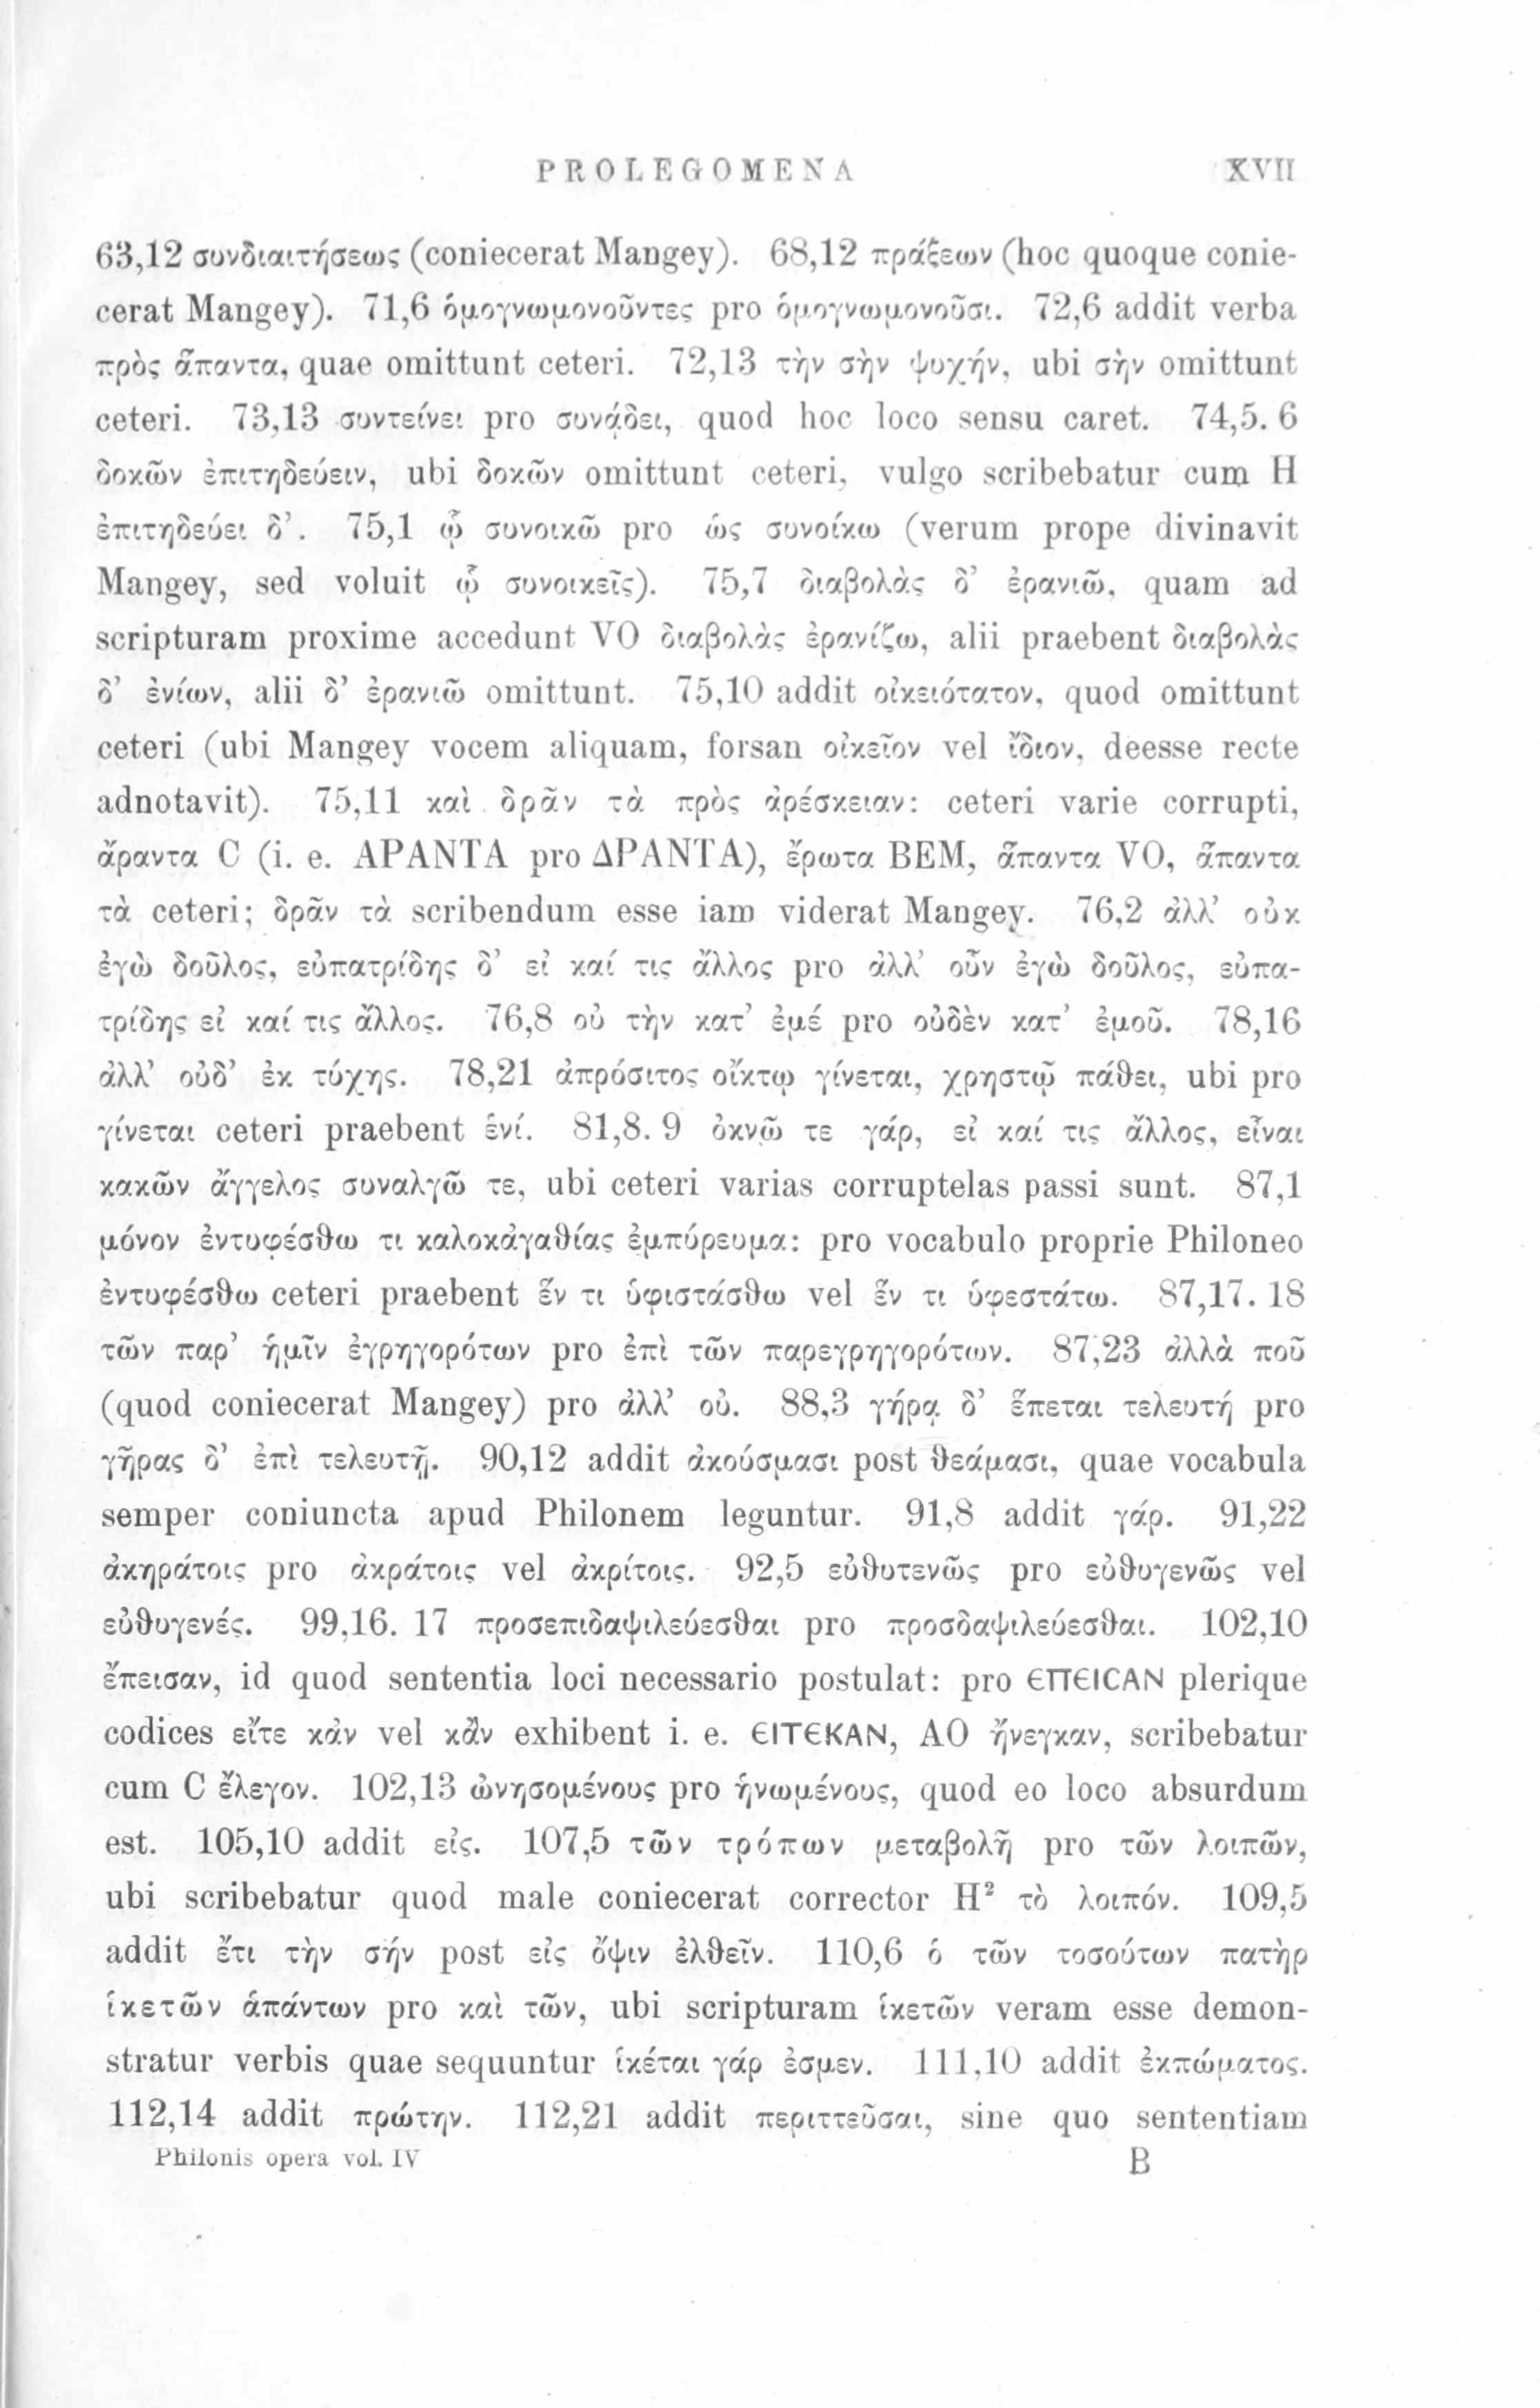 PROLEGOMENA XVII
63,12 συνδιαιτήσεως (coniecerat Mangey). 68,12 πράξεων (hoc quoque conie-
cerat Mangey). 71,6 ὁμογνωμονοῦντες pro ὁμογνωμονοῦσι. 72,6 addit verba
πρὸς ἅπαντα, quae omittunt ceteri. 72,13 τὴν σὴν ψυχήν, ubi σὴν omittunt
ceteri. 73,13 συντείνει pro συνᾴδει, quod hoc loco sensu caret. 74,5. 6
δοκῶν ἐπιτηδεύειν, ubi δοκῶν omittunt ceteri, vulgo scribebatur cum H
ἐπιτηδεύει δ’. 75,1 ᾧ συνοικῶ pro ὡς συνοίκω (verum prope divinavit
Mangey, sed voluit ᾧ συνοικεῖς). 75,7 διαβολὰς δ’ ἐρανιῶ, quam ad
scripturam proxime accedunt VO διαβολὰς ἐρανίζω, alii praebent διαβολὰς
δ’ ἐνίων, alii δ’ ἐρανιῶ omittunt. 75,10 addit οἰκειότατον, quod omittunt
ceteri (ubi Mangey vocem aliquam, forsan οἰκεῖον vel ἴδιον, deesse recte
adnotavit). 75,11 καὶ δρᾶν τὰ πρὸς ἀρέσκειαν: ceteri varie corrupti,
ἄραντα C (i. e. ΑΡΑΝΤΑ pro ΔΡΑΝΤΑ), ἔρωτα BEM, ἅπαντα VO, ἅπαντα
τὰ ceteri; δρᾶν τὰ scribendum esse iam viderat Mangey. 76,2 ἀλλ’ οὐκ
ἐγὼ δοῦλος, εὐπατρίδης δ’ εἰ καί τις ἄλλος pro ἀλλ’ οὖν ἐγὼ δοῦλος, εὐπα-
τρίδης εἰ καί τις ἄλλος. 76,8 οὐ τὴν κατ’ ἐμέ pro οὐδὲν κατ’ ἐμοῦ. 78,16
ἀλλ’ οὐδ’ ἐκ τύχης. 78,21 ἀπρόσιτος οἴκτῳ γίνεται, χρηστῷ πάθει, ubi pro
γίνεται ceteri praebent ἑνί. 81,8. 9 ὀκνῶ τε γάρ, εἰ καί τις ἄλλος, εἶναι
κακῶν ἄγγελος συναλγῶ τε, ubi ceteri varias corruptelas passi sunt. 87,1
μόνον ἐντυφέσθω τι καλοκἀγαθίας ἐμπύρευμα: pro vocabulo proprie Philoneo
ἐντυφέσθω ceteri praebent ἕν τι ὑφιστάσθω vel ἕν τι ὑφεστάτω. 87,17. 18
τῶν παρ’ ἡμῖν ἐγρηγορότων pro ἐπὶ τῶν παρεγρηγορότων. 87,23 ἀλλὰ ποῦ
(quod coniecerat Mangey) pro ἀλλ’ οὐ. 88,3 γήρᾳ δ’ ἕπεται τελευτή pro
γῆρας δ’ ἐπὶ τελευτῇ. 90,12 addit ἀκούσμασι post θεάμασι, quae vocabula
semper coniuncta apud Philonem leguntur. 91,8 addit γάρ. 91,22
ἀκηράτοις pro ἀκράτοις vel ἀκρίτοις. 92,5 εὐθυτενῶς pro εὐθυγενῶς vel
εὐθυγενές. 99,16. 17 προσεπιδαψιλεύεσθαι pro προσδαψιλεύεσθαι. 102,10
ἔπεισαν, id quod sententia loci necessario postulat: pro ЄΠЄΙCΑΝ plerique
codices εἴτε κἀν vel κἂν exhibent i. e. ЄΙΤЄΚΑΝ, AO ἤνεγκαν, scribebatur
cum C ἔλεγον. 102,13 ὠνησομένους pro ἡνωμένους, quod eo loco absurdum
est. 105,10 addit εἰς. 107,5 τῶν τρόπων μεταβολῇ pro τῶν λοιπῶν,
ubi scribebatur quod male coniecerat corrector H² τὸ λοιπόν. 109,5
addit ἔτι τὴν σήν post εἰς ὄψιν ἐλθεῖν. 110,6 ὁ τῶν τοσούτων πατὴρ
ἱκετῶν ἁπάντων pro καὶ τῶν, ubi scripturam ἱκετῶν veram esse demon-
stratur verbis quae sequuntur ἱκέται γάρ ἐσμεν. 111,10 addit ἐκπώματος.
112,14 addit πρώτην. 112,21 addit περιττεῦσαι, sine quo sententiam
Philonis opera vol. IV B